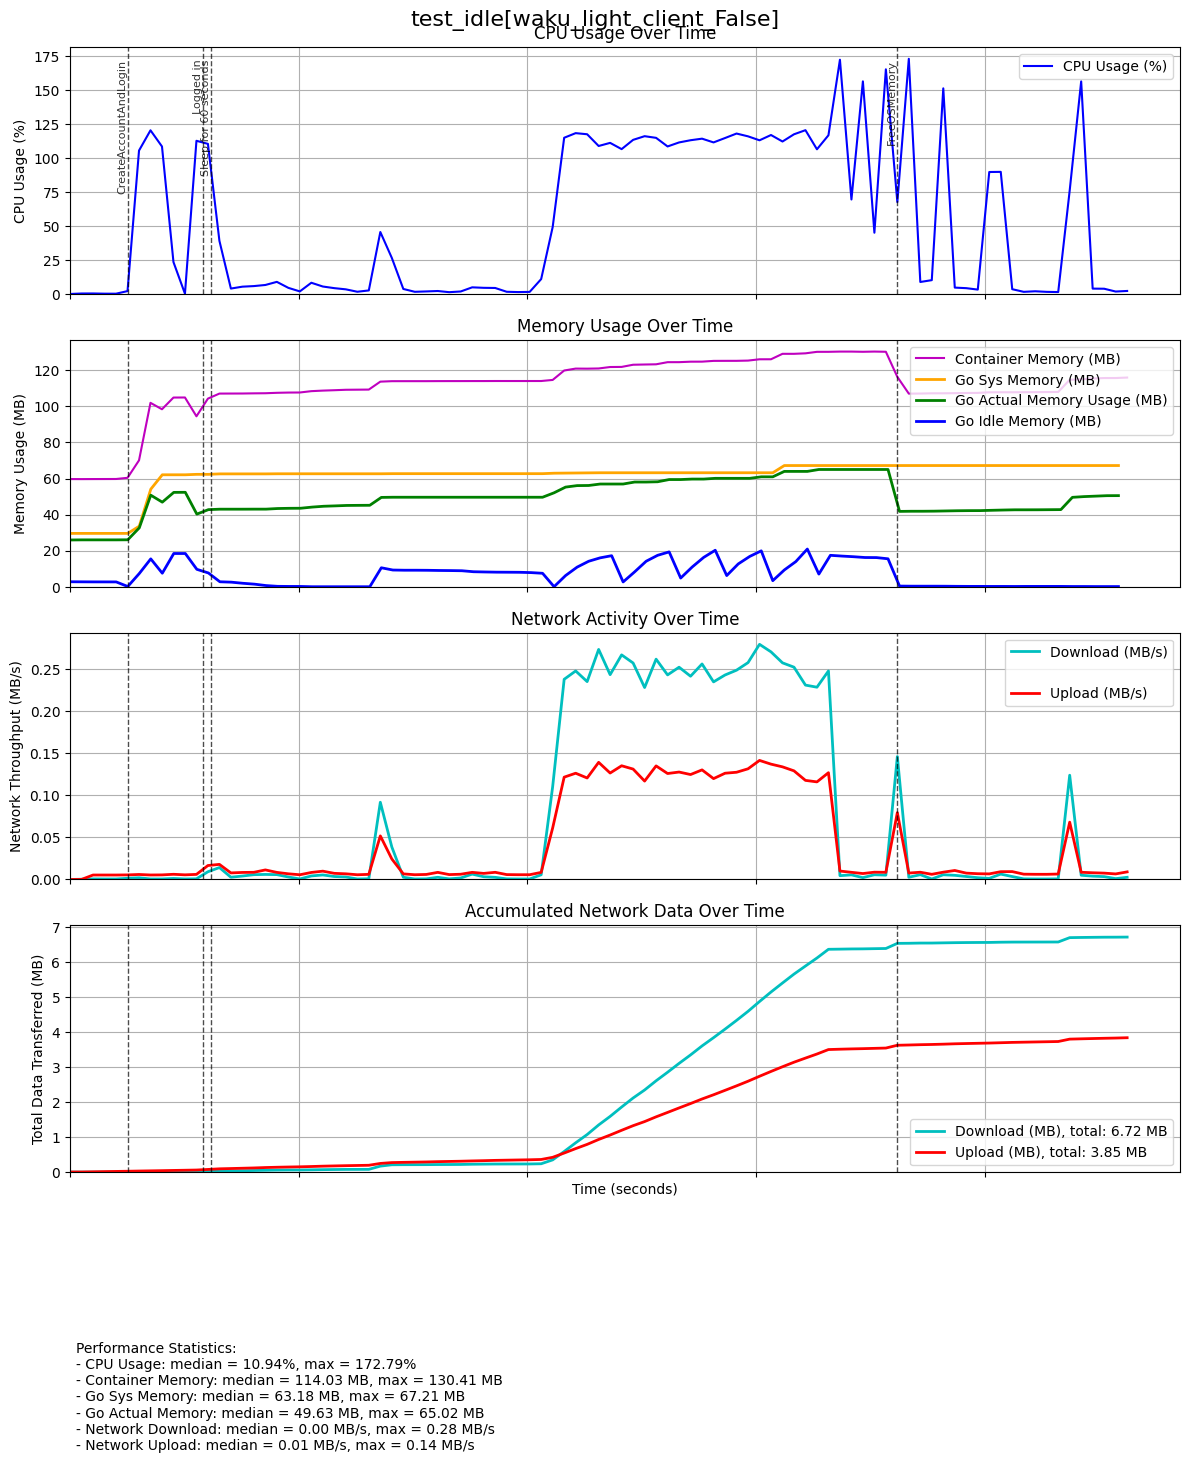 test_idle[waku_light_client_False]
CPU Usage Over Time
CPU Usage (%)
175
150
125
100
75
50
25
0
CreateAccountAndLogin
Logged in
Sleep for 60 seconds
FreeOSMemory
CPU Usage (%)
Memory Usage Over Time
Memory Usage (MB)
120
100
80
60
40
20
0
Container Memory (MB)
Go Sys Memory (MB)
Go Actual Memory Usage (MB)
Go Idle Memory (MB)
Network Activity Over Time
Network Throughput (MB/s)
0.25
0.20
0.15
0.10
0.05
0.00
Download (MB/s)
Upload (MB/s)
Accumulated Network Data Over Time
Total Data Transferred (MB)
7
6
5
4
3
2
1
0
Download (MB), total: 6.72 MB
Upload (MB), total: 3.85 MB
Time (seconds)
Performance Statistics:
- CPU Usage: median = 10.94%, max = 172.79%
- Container Memory: median = 114.03 MB, max = 130.41 MB
- Go Sys Memory: median = 63.18 MB, max = 67.21 MB
- Go Actual Memory: median = 49.63 MB, max = 65.02 MB
- Network Download: median = 0.00 MB/s, max = 0.28 MB/s
- Network Upload: median = 0.01 MB/s, max = 0.14 MB/s